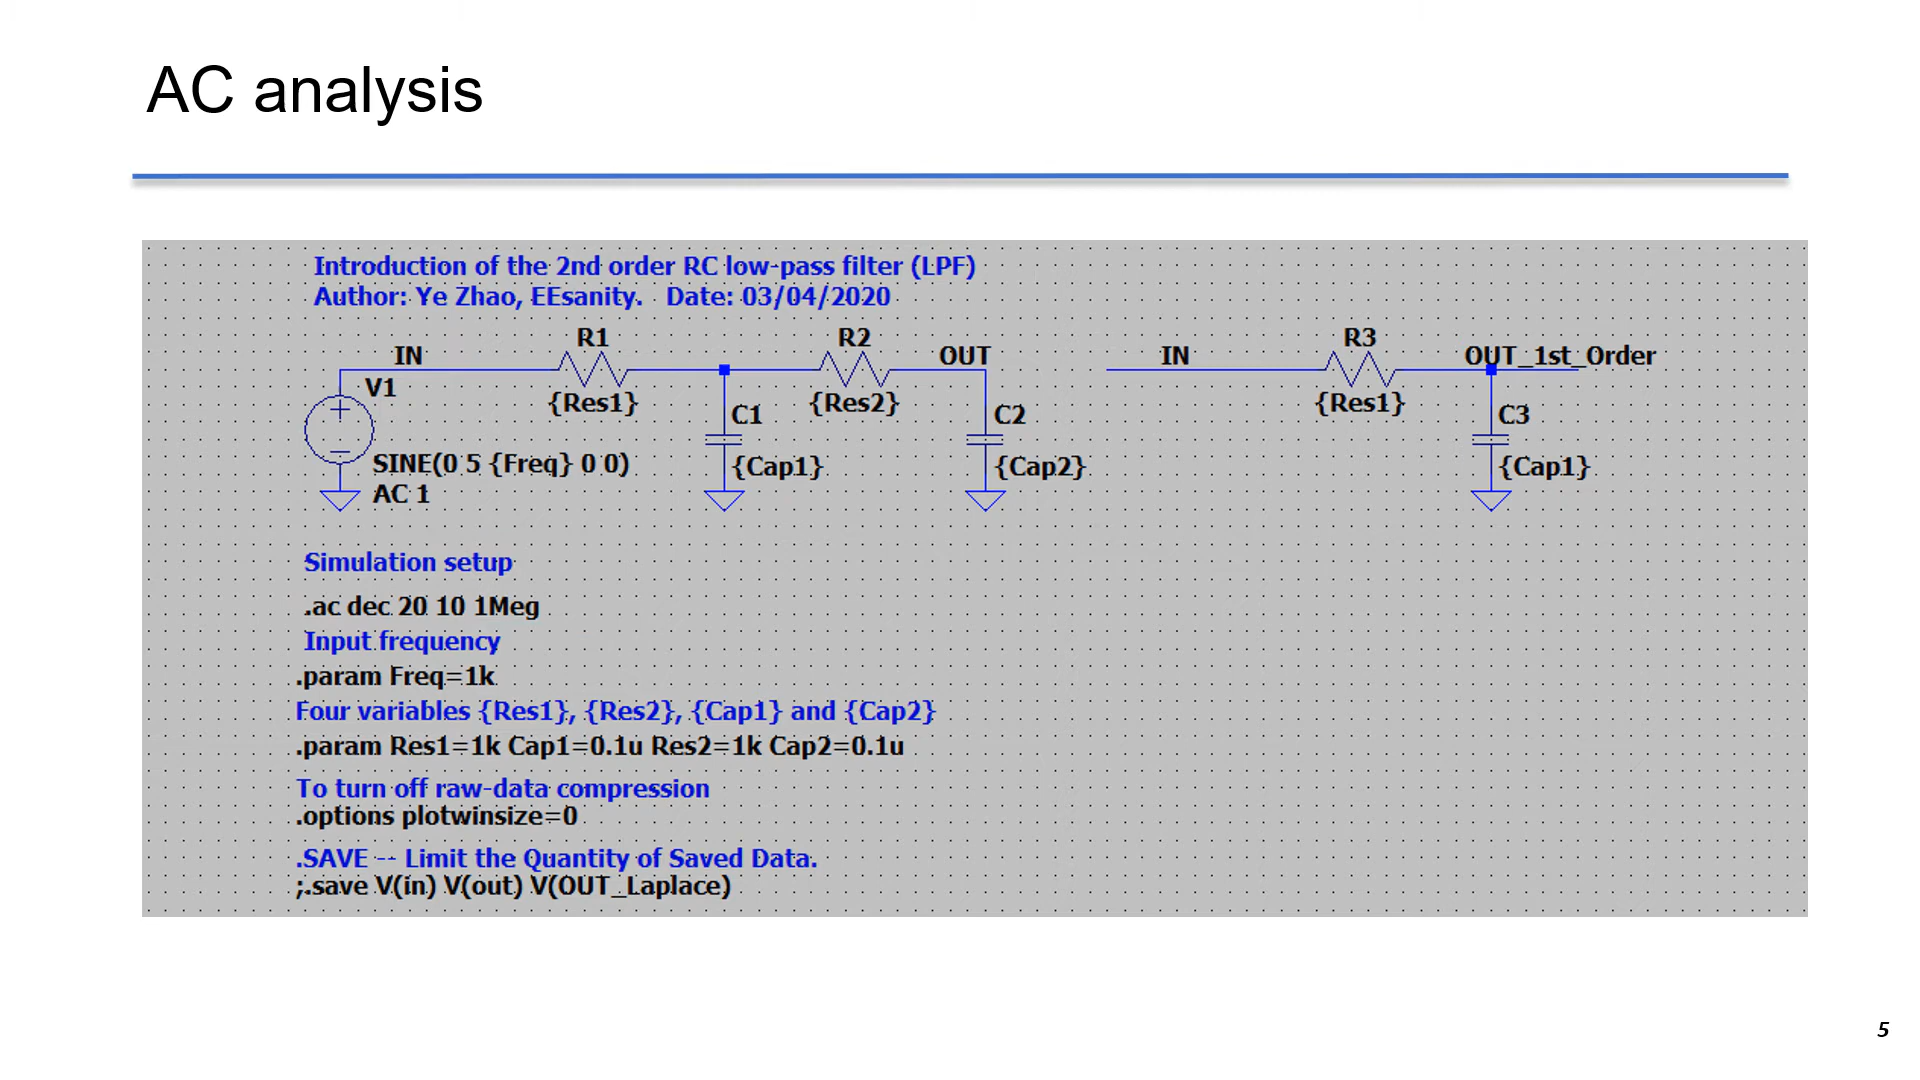 AC analysis
Introduction of the 2nd order RC low-pass filter (LPF)
Author: Ye Zhao, EEsanity.   Date: 03/04/2020
R1
R2
R3
IN
OUT
IN
OUT_1st_Order
V1
{Res1}
{Res2}
{Res1}
C1
C2
C3
SINE(0 5 {Freq} 0 0)
{Cap1}
{Cap2}
{Cap1}
AC 1
Simulation setup
.ac dec 20 10 1Meg
Input frequency
.param Freq=1k
Four variables {Res1}, {Res2}, {Cap1} and {Cap2}
.param Res1=1k Cap1=0.1u Res2=1k Cap2=0.1u
To turn off raw-data compression
.options plotwinsize=0
.SAVE -- Limit the Quantity of Saved Data.
;.save V(in) V(out) V(OUT_Laplace)
5